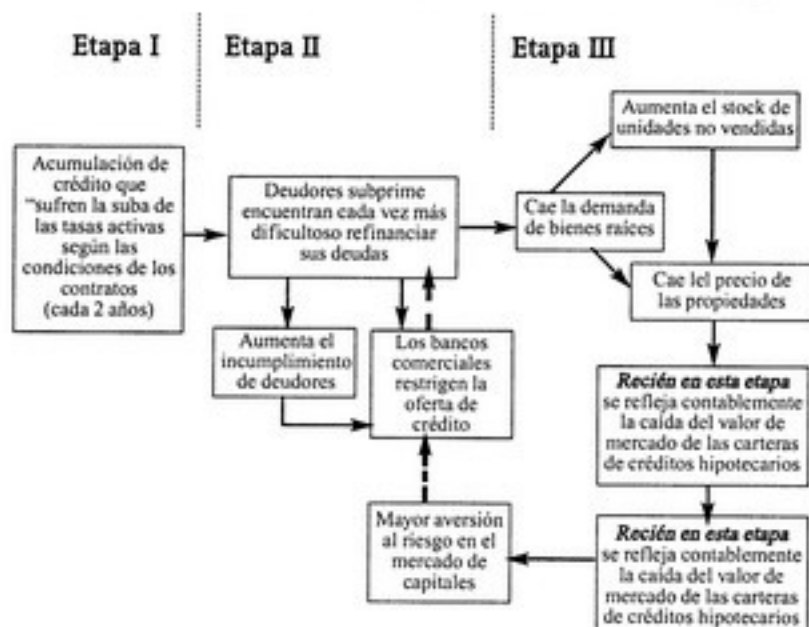 Etapa I
Etapa II
Etapa III
Acumulación de
crédito que
“sufren la suba de
las tasas activas
según las
condiciones de los
contratos
(cada 2 años)
Deudores subprime
encuentran cada vez más
dificultoso refinanciar
sus deudas
Aumenta el
incumplimiento
de deudores
Los bancos
comerciales
restrigen la
oferta de
crédito
Mayor aversión
al riesgo en el
mercado de
capitales
Cae la demanda
de bienes raíces
Aumenta el stock de
unidades no vendidas
Cae lel precio de
las propiedades
Recién en esta etapa
se refleja contablemente
la caída del valor de
mercado de las carteras
de créditos hipotecarios
Recién en esta etapa
se refleja contablemente
la caída del valor de
mercado de las carteras
de créditos hipotecarios